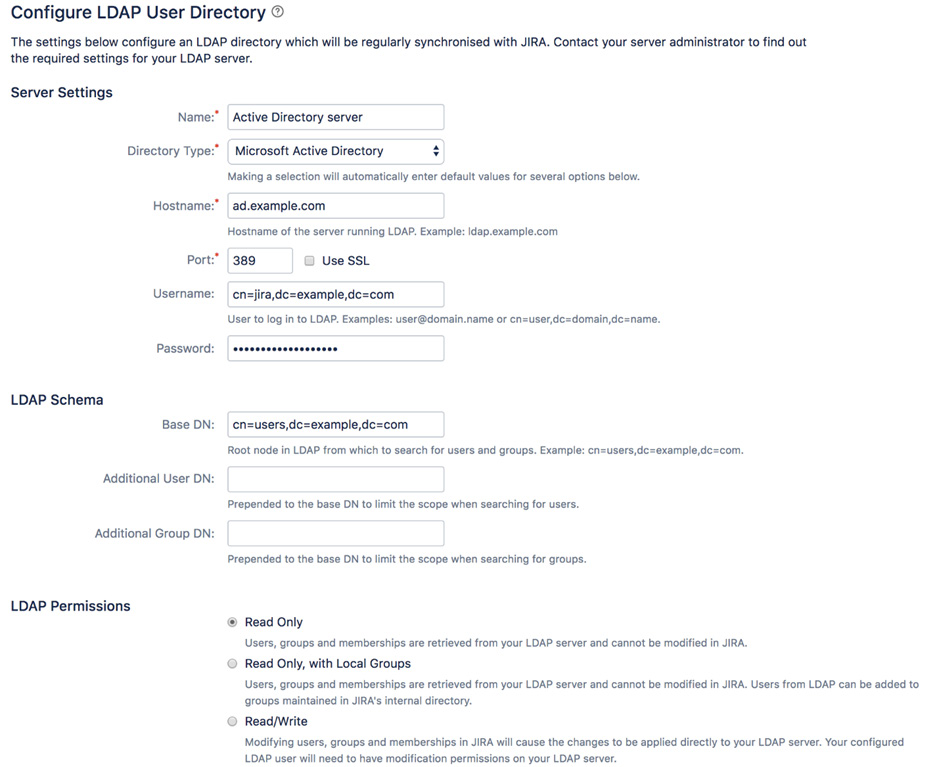 Configure LDAP User Directory ?
The settings below configure an LDAP directory which will be regularly synchronised with JIRA. Contact your server administrator to find out
the required settings for your LDAP server.
Server Settings
Name:* Active Directory server
Directory Type:* Microsoft Active Directory
Making a selection will automatically enter default values for several options below.
Hostname:* ad.example.com
Hostname of the server running LDAP. Example: ldap.example.com
Port:* 389 Use SSL
Username: cn=jira,dc=example,dc=com
User to log in to LDAP. Examples: user@domain.name or cn=user,dc=domain,dc=name.
Password: •••••••••••••••••••
LDAP Schema
Base DN: cn=users,dc=example,dc=com
Root node in LDAP from which to search for users and groups. Example: cn=users,dc=example,dc=com.
Additional User DN:
Prepended to the base DN to limit the scope when searching for users.
Additional Group DN:
Prepended to the base DN to limit the scope when searching for groups.
LDAP Permissions
Read Only
Users, groups and memberships are retrieved from your LDAP server and cannot be modified in JIRA.
Read Only, with Local Groups
Users, groups and memberships are retrieved from your LDAP server and cannot be modified in JIRA. Users from LDAP can be added to
groups maintained in JIRA's internal directory.
Read/Write
Modifying users, groups and memberships in JIRA will cause the changes to be applied directly to your LDAP server. Your configured
LDAP user will need to have modification permissions on your LDAP server.